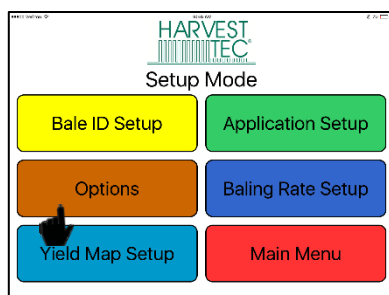 HARVEST
TEC
Setup Mode
Bale ID Setup
Application Setup
Options
Baling Rate Setup
Yield Map Setup
Main Menu